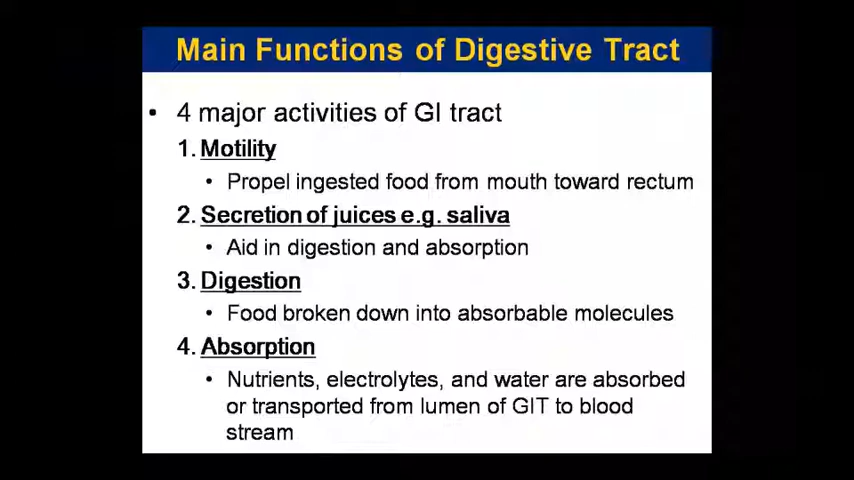 Main Functions of Digestive Tract
• 4 major activities of GI tract
1. Motility
• Propel ingested food from mouth toward rectum
2. Secretion of juices e.g. saliva
• Aid in digestion and absorption
3. Digestion
• Food broken down into absorbable molecules
4. Absorption
• Nutrients, electrolytes, and water are absorbed
or transported from lumen of GIT to blood
stream